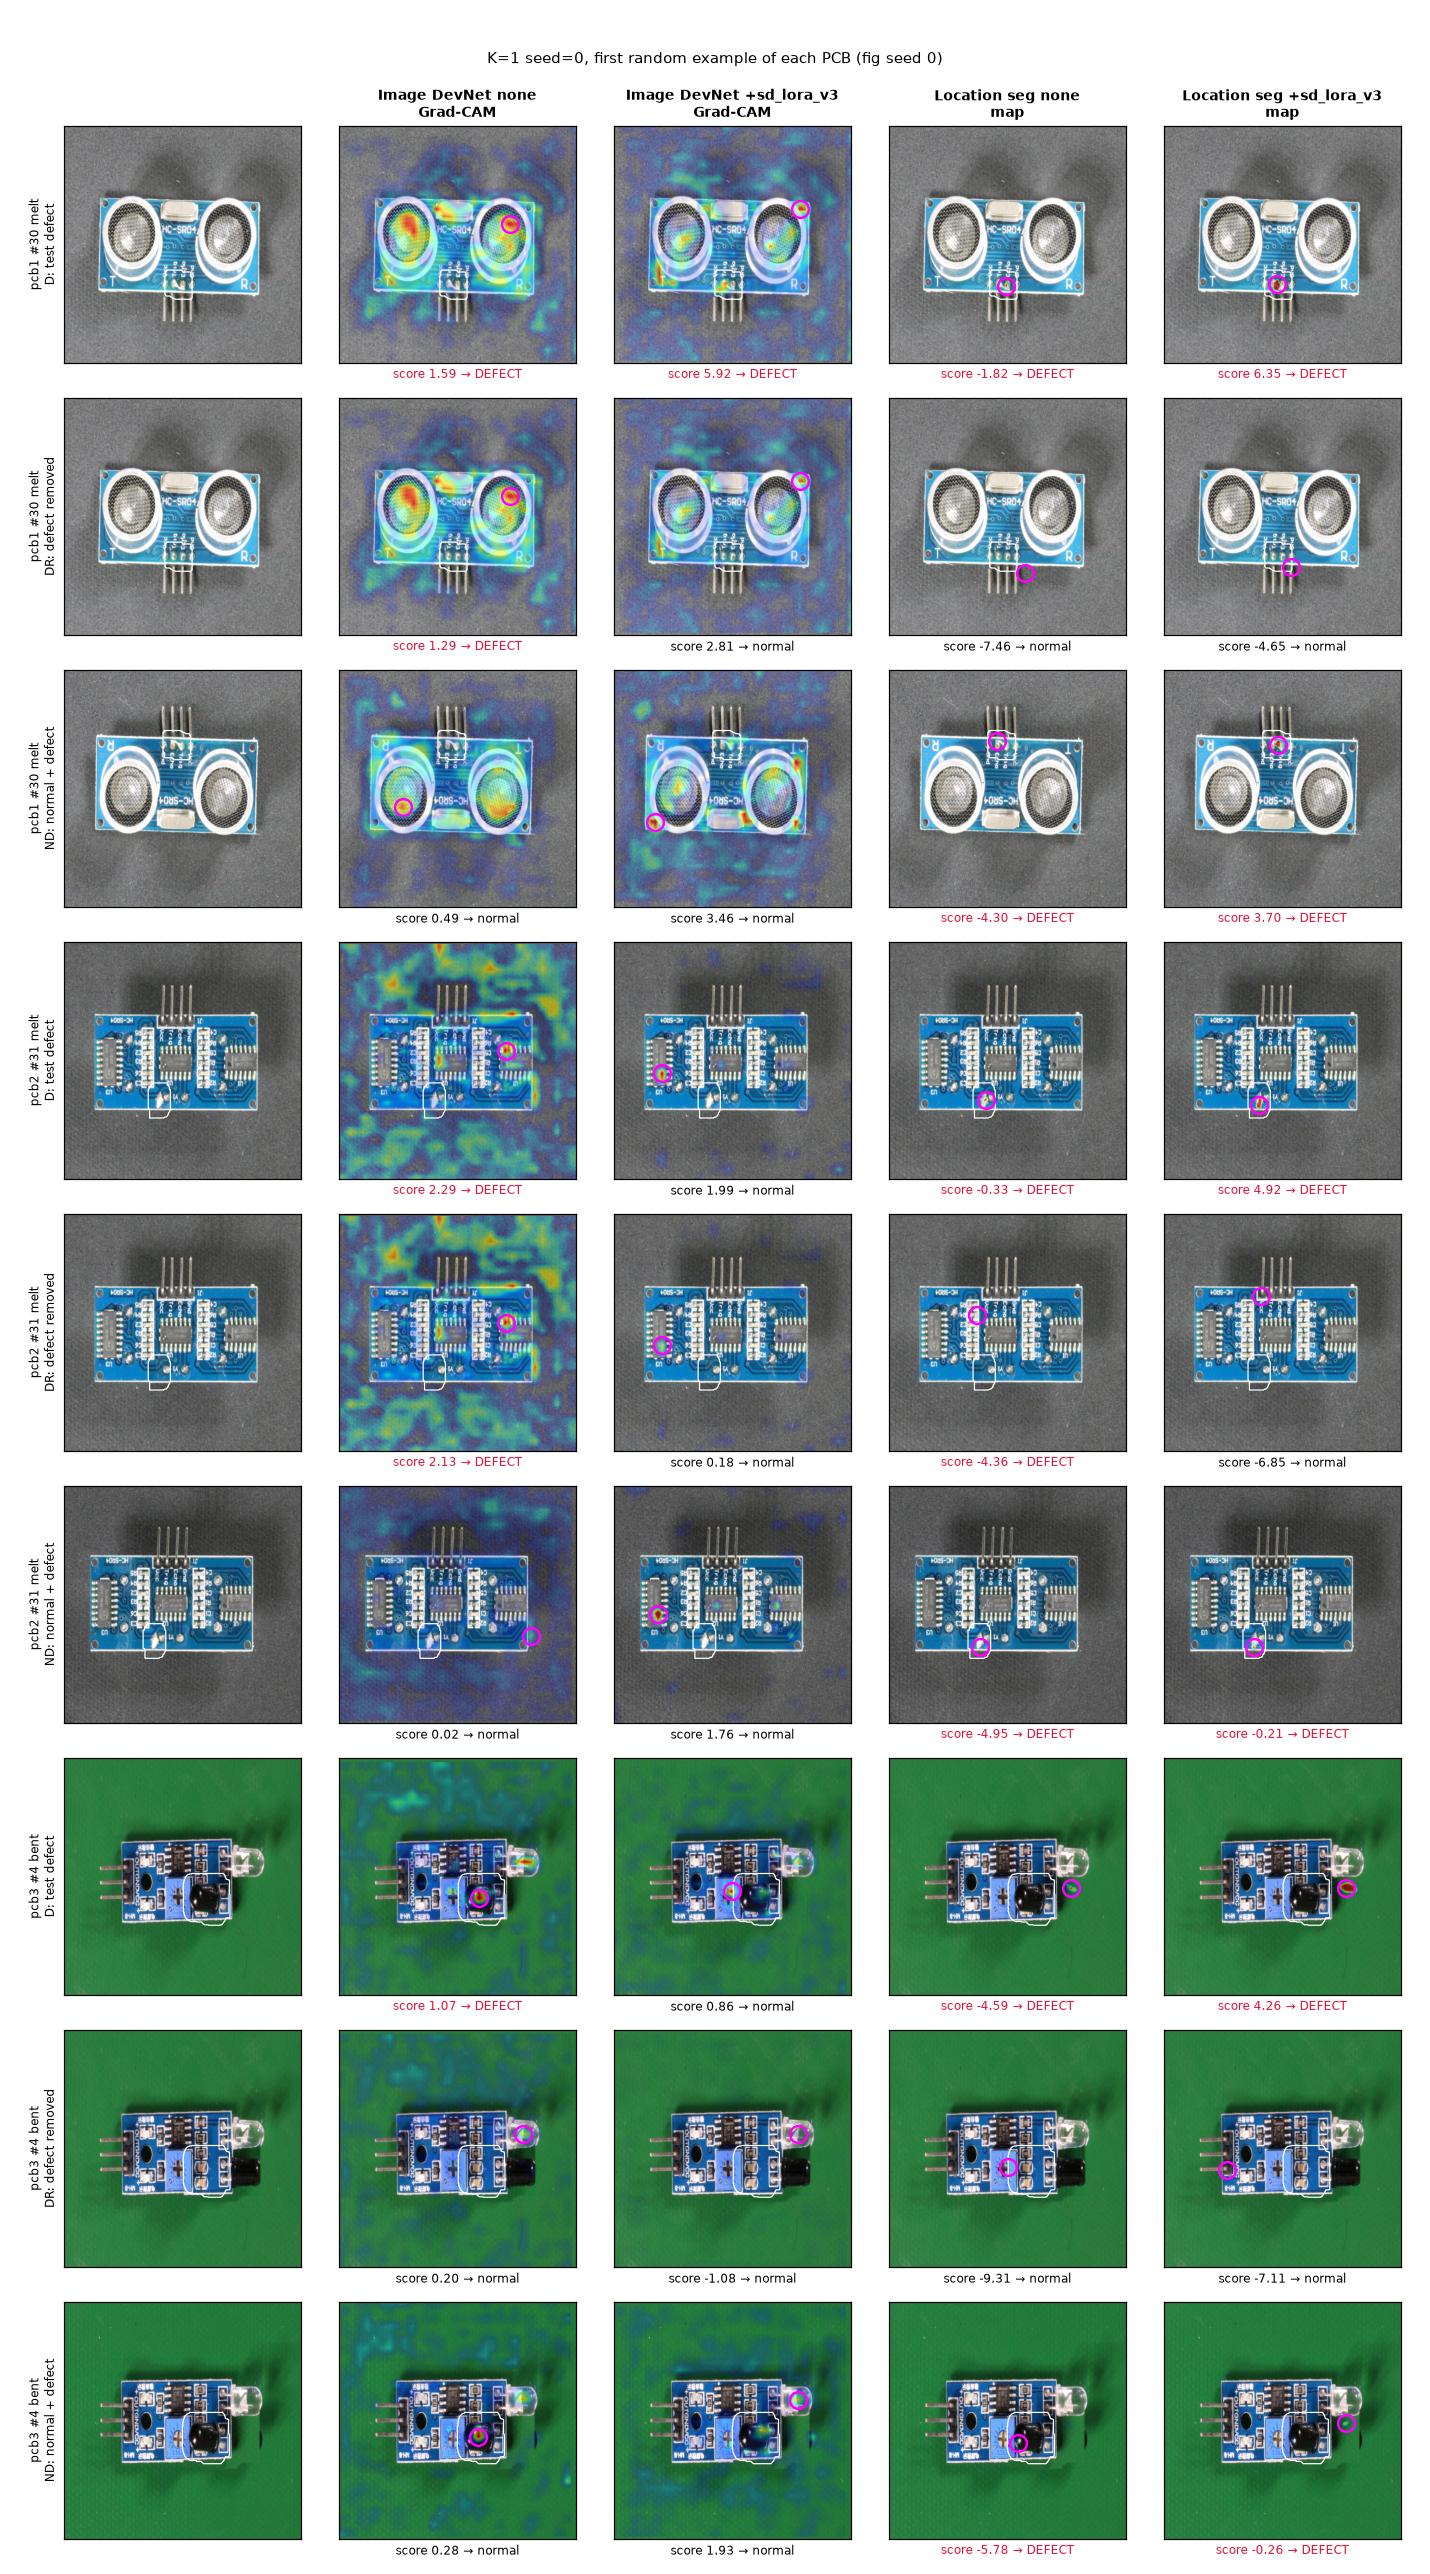 K=1 seed=0, first random example of each PCB (fig seed 0)
Image DevNet none
Grad-CAM
Image DevNet +sd_lora_v3
Grad-CAM
Location seg none
map
Location seg +sd_lora_v3
map
pcb1 #30 melt
D: test defect
HC-SR04
T
R
score 1.59 → DEFECT
score 5.92 → DEFECT
score -1.82 → DEFECT
score 6.35 → DEFECT
pcb1 #30 melt
DR: defect removed
HC-SR04
T
R
score 1.29 → DEFECT
score 2.81 → normal
score -7.46 → normal
score -4.65 → normal
pcb1 #30 melt
ND: normal + defect
R
T
HC-SR04
score 0.49 → normal
score 3.46 → normal
score -4.30 → DEFECT
score 3.70 → DEFECT
pcb2 #31 melt
D: test defect
score 2.29 → DEFECT
score 1.99 → normal
score -0.33 → DEFECT
score 4.92 → DEFECT
pcb2 #31 melt
DR: defect removed
score 2.13 → DEFECT
score 0.18 → normal
score -4.36 → DEFECT
score -6.85 → normal
pcb2 #31 melt
ND: normal + defect
score 0.02 → normal
score 1.76 → normal
score -4.95 → DEFECT
score -0.21 → DEFECT
pcb3 #4 bent
D: test defect
score 1.07 → DEFECT
score 0.86 → normal
score -4.59 → DEFECT
score 4.26 → DEFECT
pcb3 #4 bent
DR: defect removed
score 0.20 → normal
score -1.08 → normal
score -9.31 → normal
score -7.11 → normal
pcb3 #4 bent
ND: normal + defect
score 0.28 → normal
score 1.93 → normal
score -5.78 → DEFECT
score -0.26 → DEFECT